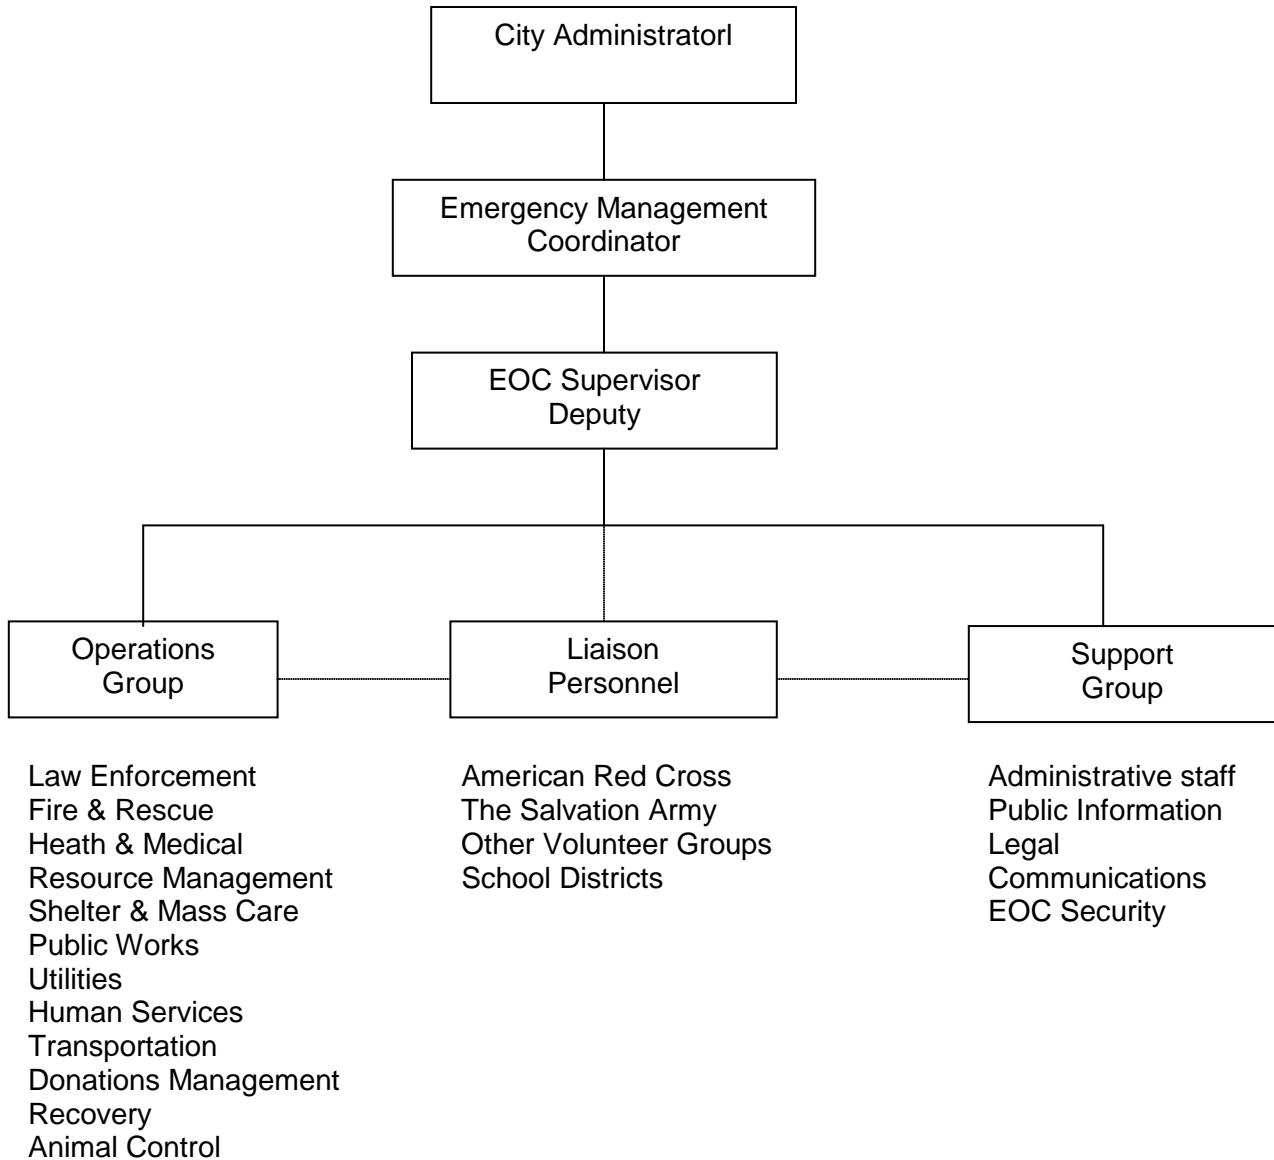 City Administratorl
Emergency Management
Coordinator
EOC Supervisor
Deputy
Operations
Group
Liaison
Personnel
Support
Group
Law Enforcement
Fire & Rescue
Heath & Medical
Resource Management
Shelter & Mass Care
Public Works
Utilities
Human Services
Transportation
Donations Management
Recovery
Animal Control
American Red Cross
The Salvation Army
Other Volunteer Groups
School Districts
Administrative staff
Public Information
Legal
Communications
EOC Security